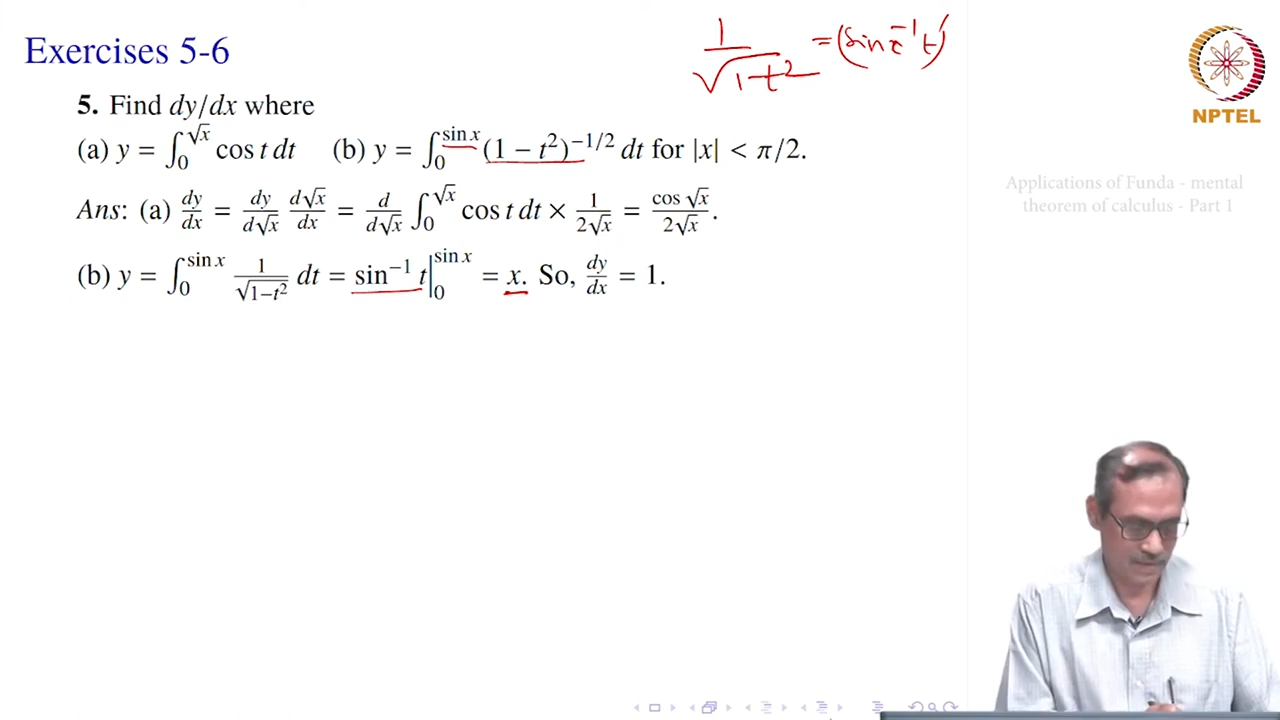 Exercises 5-6
1/√(1-t²) = (sin⁻¹ t)′
NPTEL
5. Find dy/dx where
(a) y = ∫₀^{√x} cos t dt (b) y = ∫₀^{sin x} (1 − t²)^{−1/2} dt for |x| < π/2.
Applications of Funda - mental
theorem of calculus - Part 1
Ans: (a) dy/dx = dy/d√x d√x/dx = d/d√x ∫₀^{√x} cos t dt × 1/2√x = cos √x/2√x.
(b) y = ∫₀^{sin x} 1/√(1−t²) dt = sin⁻¹ t|₀^{sin x} = x. So, dy/dx = 1.